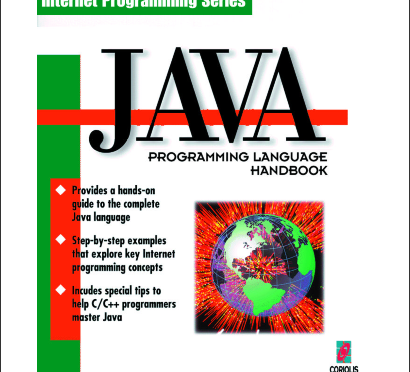 Internet Programming Series
JAVA
PROGRAMMING LANGUAGE
HANDBOOK
Provides a hands-on
guide to the complete
Java language
Step-by-step examples
that explore key Internet
programming concepts
Incudes special tips to
help C/C++ programmers
master Java
CORIOLIS